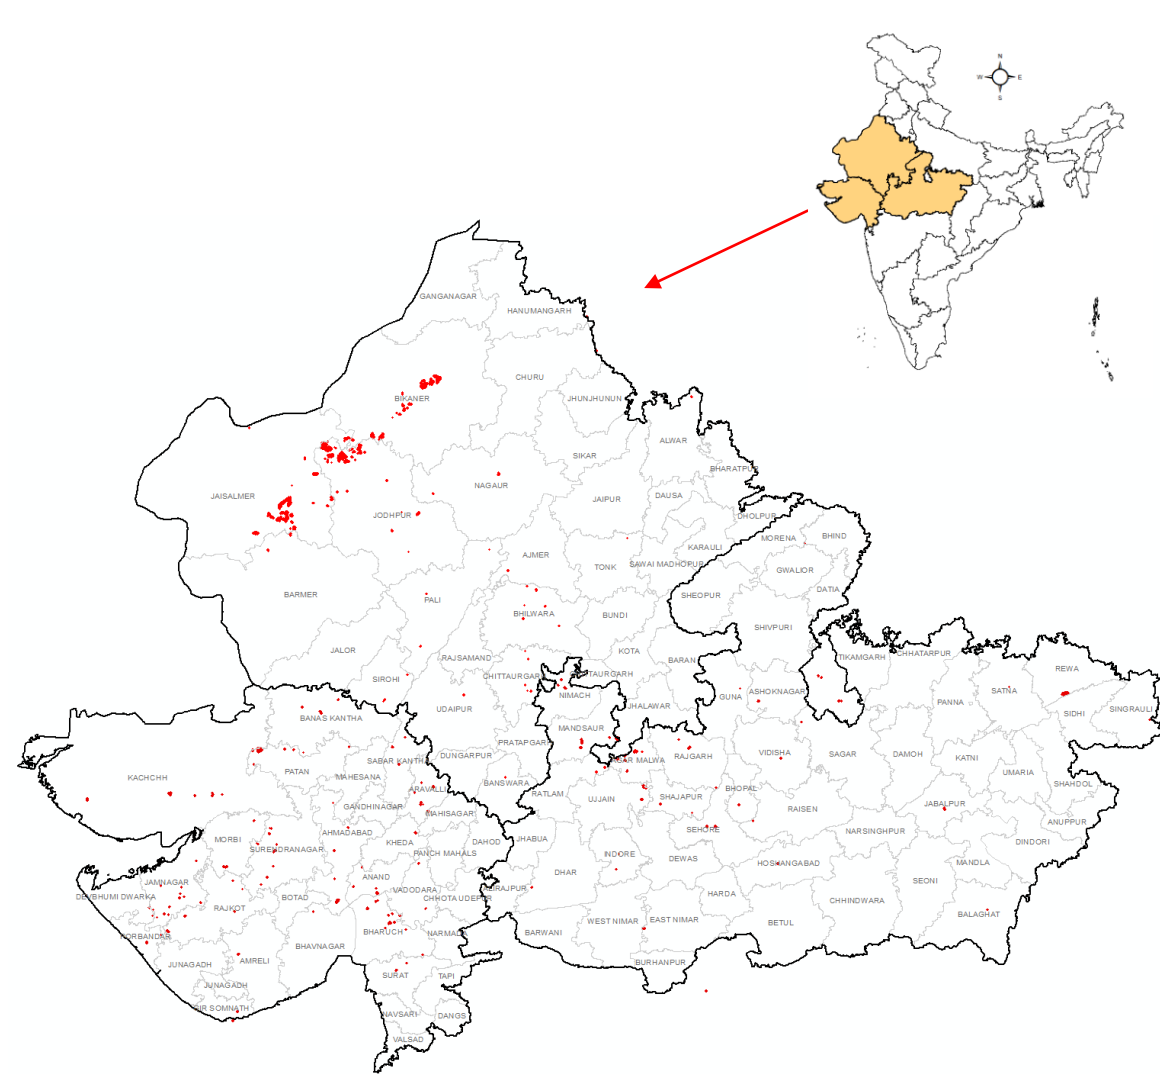 N
W E
S
GANGANAGAR
HANUMANGARH
CHURU
BIKANER
JHUNJHUNUN
ALWAR
SIKAR
BHARATPUR
JAISALMER
NAGAUR
JAIPUR
DAUSA
JODHPUR
DHOLPUR
MORENA
BHIND
KARAULI
AJMER
TONK
SAWAI MADHOPUR
GWALIOR
DATIA
BARMER
PALI
SHEOPUR
BHILWARA
BUNDI
SHIVPURI
JALOR
KOTA
RAJSAMAND
BARAN
TIKAMGARH
CHHATARPUR
REWA
SIROHI
CHITTAURGARH
CHITTAURGARH
NIMACH
GUNA
ASHOKNAGAR
SATNA
UDAIPUR
JHALAWAR
PANNA
SINGRAULI
SIDHI
BANAS KANTHA
MANDSAUR
PRATAPGARH
DUNGARPUR
SABAR KANTHA
AGAR MALWA
RAJGARH
VIDISHA
SAGAR
DAMOH
KATNI
KACHCHH
PATAN
MAHESANA
BANSWARA
UMARIA
SHAHDOL
ARAVALLI
RATLAM
UJJAIN
SHAJAPUR
BHOPAL
RAISEN
JABALPUR
GANDHINAGAR
MAHISAGAR
ANUPPUR
MORBI
AHMADABAD
KHEDA
DAHOD
JHABUA
SEHORE
NARSINGHPUR
DINDORI
SURENDRANAGAR
PANCH MAHALS
INDORE
DEWAS
HOSHANGABAD
MANDLA
JAMNAGAR
ANAND
DHAR
SEONI
DEVBHUMI DWARKA
BOTAD
VADODARA
CHHOTAUDEPUR
ALIRAJPUR
HARDA
CHHINDWARA
RAJKOT
BALAGHAT
PORBANDAR
BHAVNAGAR
BHARUCH
NARMADA
BARWANI
WEST NIMAR
EAST NIMAR
BETUL
JUNAGADH
AMRELI
BURHANPUR
SURAT
TAPI
JUNAGADH
GIR SOMNATH
NAVSARI
DANGS
VALSAD